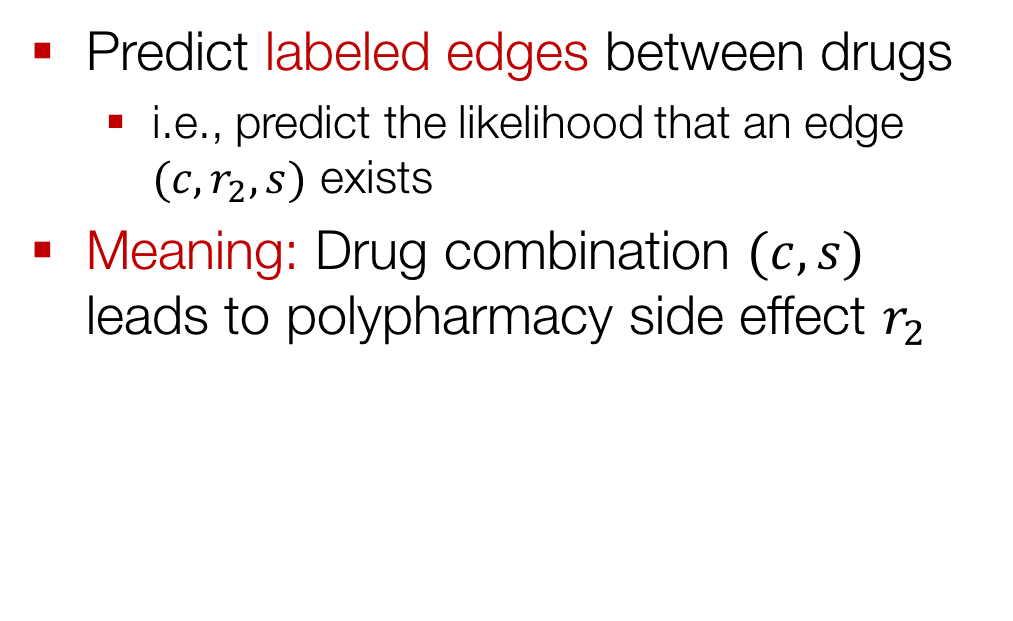 ▪ Predict labeled edges between drugs
▪ i.e., predict the likelihood that an edge
(c, r₂, s) exists
▪ Meaning: Drug combination (c, s)
leads to polypharmacy side effect r₂